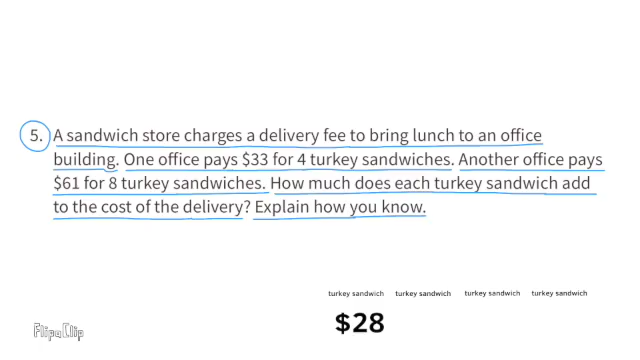 5. A sandwich store charges a delivery fee to bring lunch to an office
building. One office pays $33 for 4 turkey sandwiches. Another office pays
$61 for 8 turkey sandwiches. How much does each turkey sandwich add
to the cost of the delivery? Explain how you know.
turkey sandwich turkey sandwich turkey sandwich turkey sandwich
$28
FlipaClip